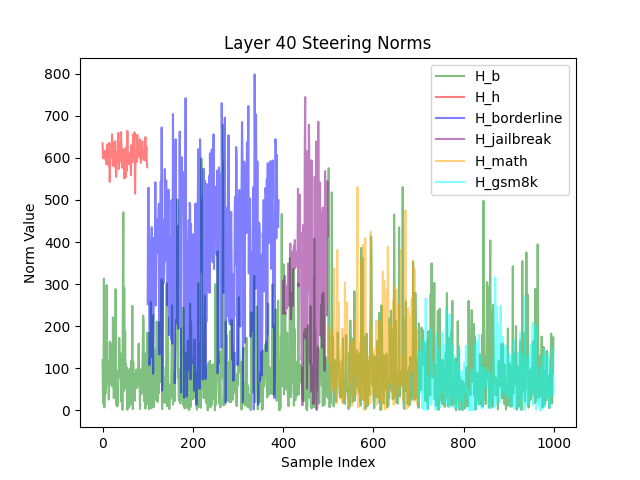 Layer 40 Steering Norms
Norm Value
800
700
600
500
400
300
200
100
0
H_b
H_h
H_borderline
H_jailbreak
H_math
H_gsm8k
0
200
400
600
800
1000
Sample Index